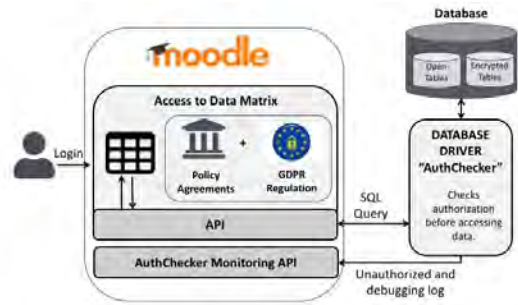 Database
moodle
Open
Tables
Encrypted
Tables
Access to Data Matrix
Login
+
Policy
Agreements
GDPR
Regulation
DATABASE
DRIVER
"AuthChecker"
Checks
authorization
before accessing
data.
SQL
Query
API
AuthChecker Monitoring API
Unauthorized and
debugging log